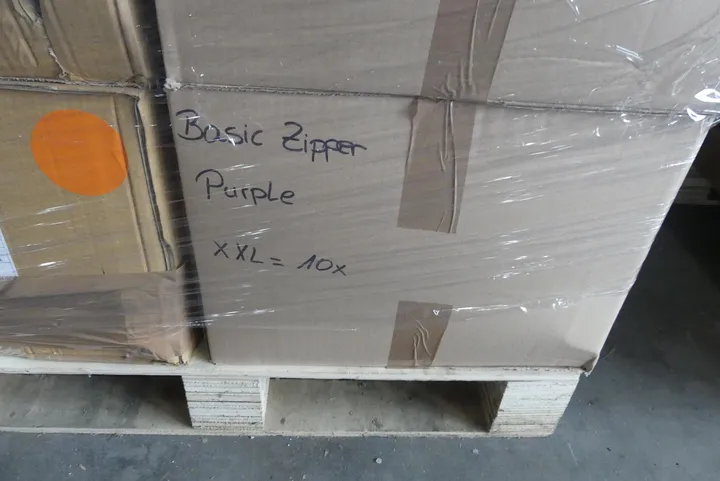 Basic Zipper
Purple
XXL = 10x